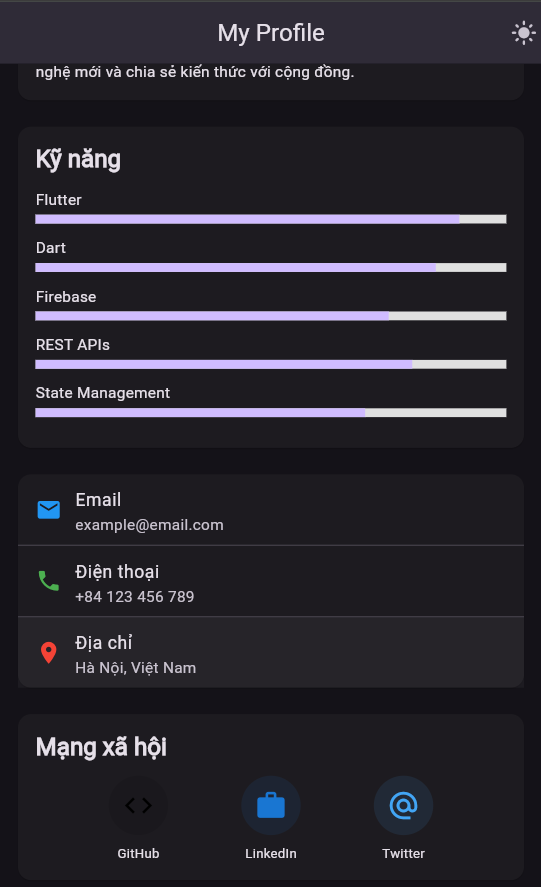 My Profile
nghệ mới và chia sẻ kiến thức với cộng đồng.
Kỹ năng
Flutter
Dart
Firebase
REST APIs
State Management
Email
example@email.com
Điện thoại
+84 123 456 789
Địa chỉ
Hà Nội, Việt Nam
Mạng xã hội
GitHub
LinkedIn
Twitter